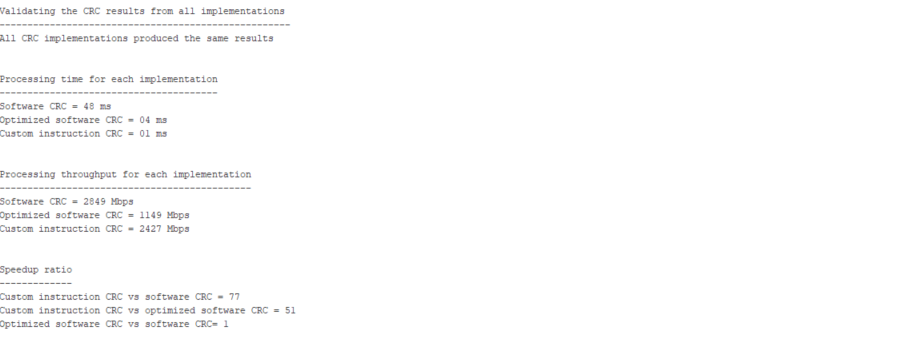 Validating the CRC results from all implementations
----------------------------------------------------
All CRC implementations produced the same results
Processing time for each implementation
---------------------------------------
Software CRC = 48 ms
Optimized software CRC = 04 ms
Custom instruction CRC = 01 ms
Processing throughput for each implementation
---------------------------------------------
Software CRC = 2849 Mbps
Optimized software CRC = 1149 Mbps
Custom instruction CRC = 2427 Mbps
Speedup ratio
-------------
Custom instruction CRC vs software CRC = 77
Custom instruction CRC vs optimized software CRC = 51
Optimized software CRC vs software CRC= 1